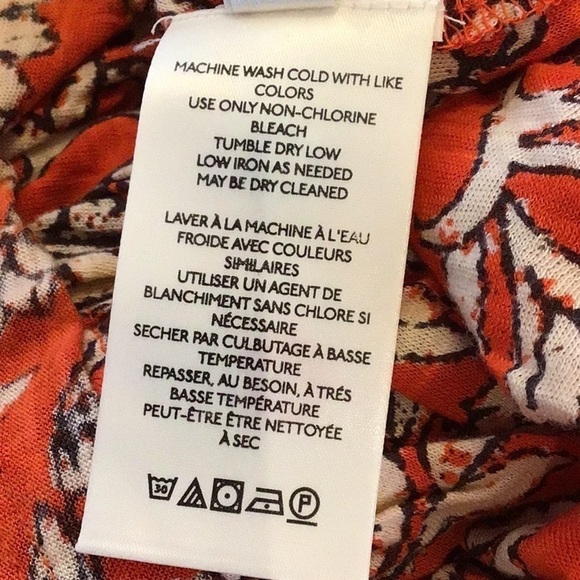 MACHINE WASH COLD WITH LIKE
COLORS
USE ONLY NON-CHLORINE
BLEACH
TUMBLE DRY LOW
LOW IRON AS NEEDED
MAY BE DRY CLEANED
LAVER À LA MACHINE À L'EAU
FROIDE AVEC COULEURS
SIMILAIRES
UTILISER UN AGENT DE
BLANCHIMENT SANS CHLORE SI
NÉCESSAIRE
SECHER PAR CULBUTAGE À BASSE
TEMPERATURE
REPASSER, AU BESOIN, À TRÉS
BASSE TEMPÉRATURE
PEUT-ÊTRE ÊTRE NETTOYÉE
À SEC
30 P